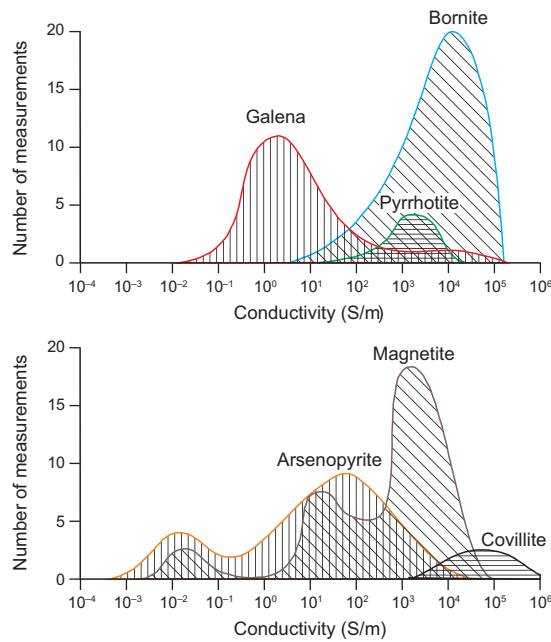 Bornite
20
Number of measurements
15
Galena
10
Pyrrhotite
5
0
10⁻⁴ 10⁻³ 10⁻² 10⁻¹ 10⁰ 10¹ 10² 10³ 10⁴ 10⁵ 10⁶
Conductivity (S/m)
Magnetite
20
Number of measurements
15
Arsenopyrite
10
5
Covillite
0
10⁻⁴ 10⁻³ 10⁻² 10⁻¹ 10⁰ 10¹ 10² 10³ 10⁴ 10⁵ 10⁶
Conductivity (S/m)